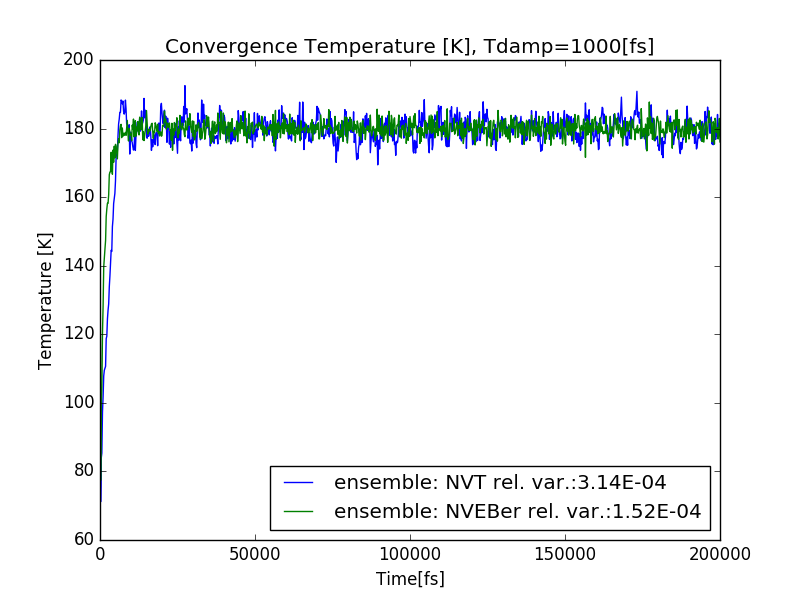 Convergence Temperature [K], Tdamp=1000[fs]
200
180
160
140
120
100
80
60
Temperature [K]
ensemble: NVT rel. var.:3.14E-04
ensemble: NVEBer rel. var.:1.52E-04
0 50000 100000 150000 200000
Time[fs]